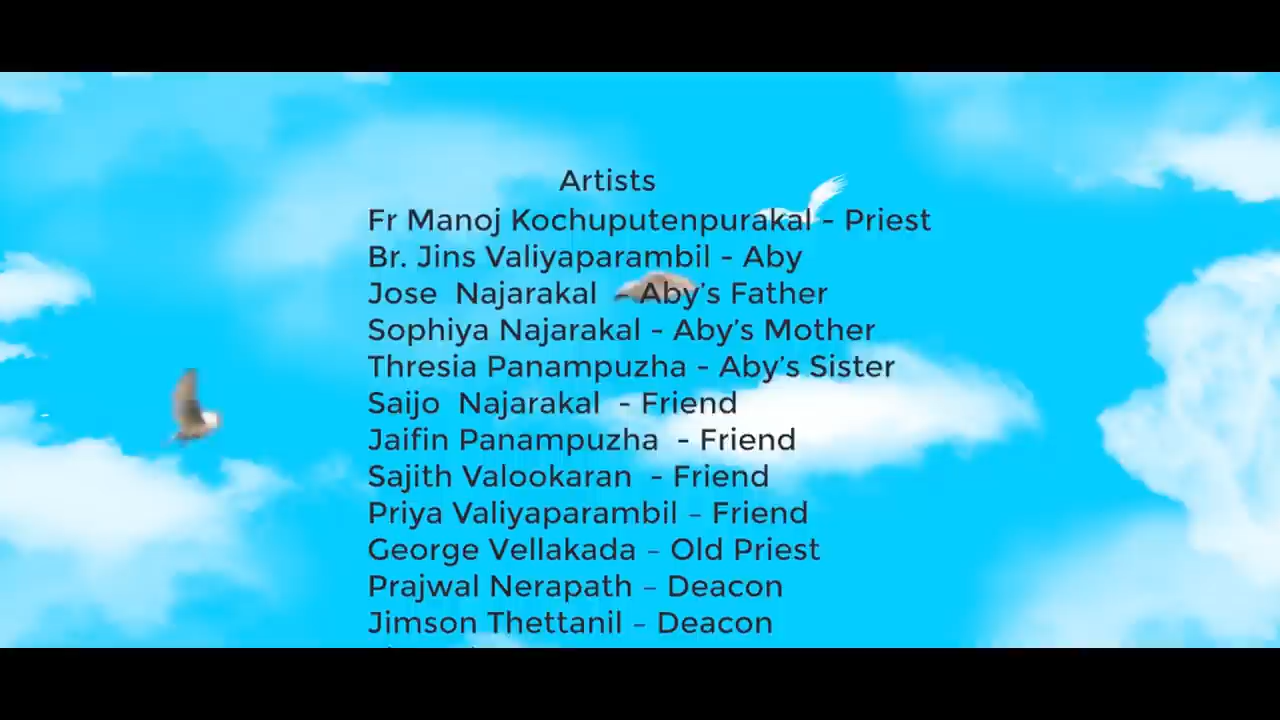 Artists
Fr Manoj Kochuputenpurakal - Priest
Br. Jins Valiyaparambil - Aby
Jose  Najarakal  - Aby’s Father
Sophiya Najarakal - Aby’s Mother
Thresia Panampuzha - Aby’s Sister
Saijo  Najarakal  - Friend
Jaifin Panampuzha  - Friend
Sajith Valookaran  - Friend
Priya Valiyaparambil – Friend
George Vellakada – Old Priest
Prajwal Nerapath – Deacon
Jimson Thettanil – Deacon